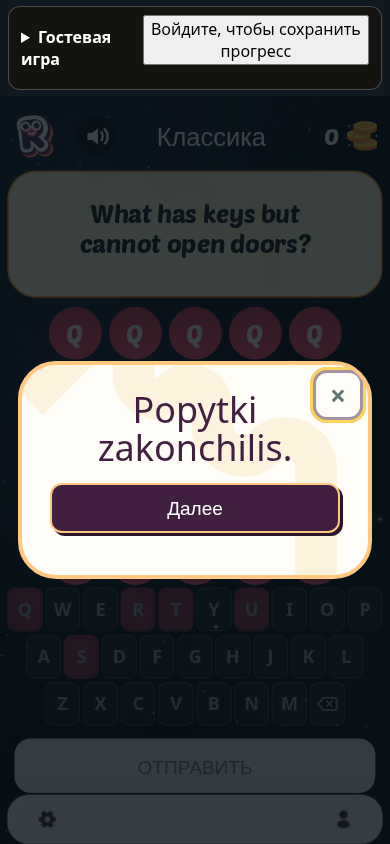 ▶ Гостевая игра
Войдите, чтобы сохранить
прогресс
Классика
0
What has keys but
cannot open doors?
Q Q Q Q Q
Popytki
zakonchilis.
×
Далее
Q W E R T Y U I O P
A S D F G H J K L
Z X C V B N M
ОТПРАВИТЬ